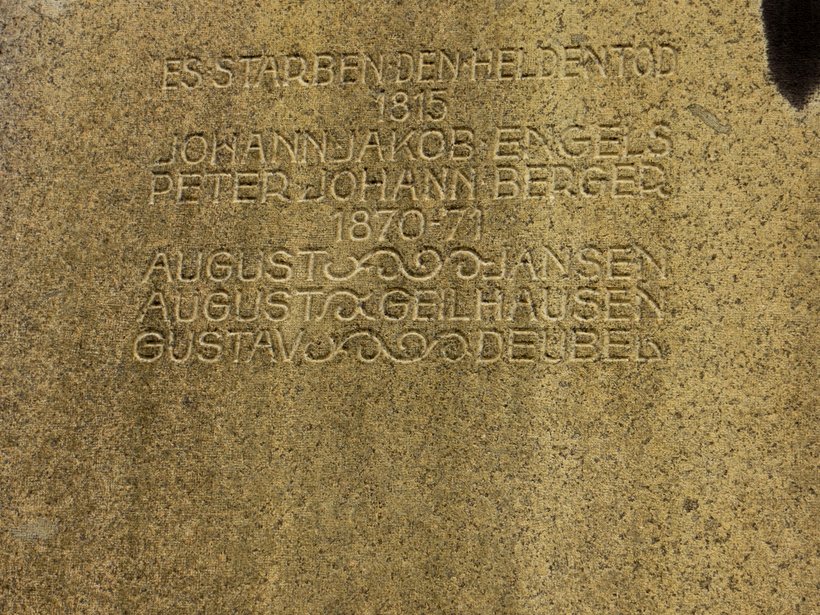 ES·STARBEN·DEN·HELDENTOD
1815
JOHANN·JAKOB·ENGELS
PETER·JOHANN·BERGER
1870-71
AUGUST JANSEN
AUGUST GEILHAUSEN
GUSTAV DEUBEL